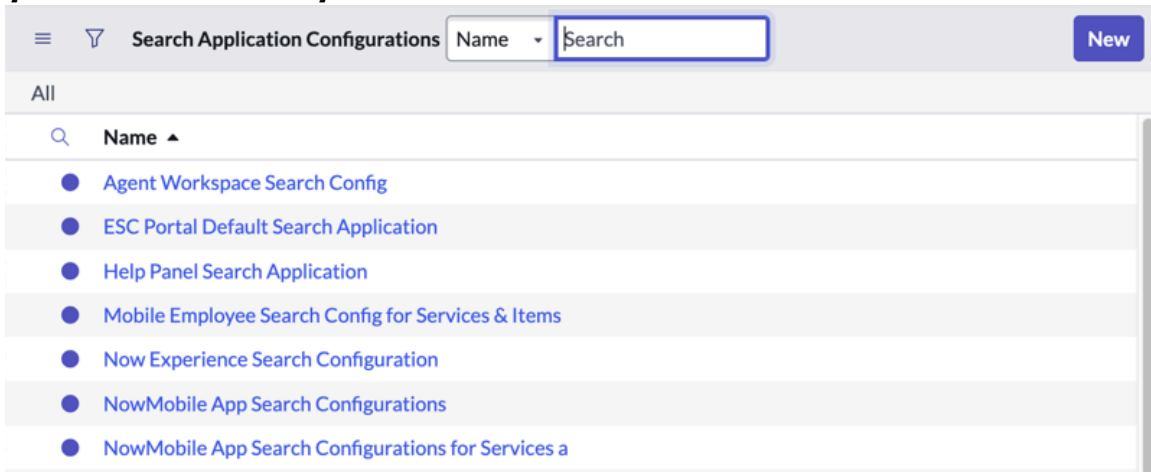 Search Application Configurations Name Search New
All
Name
Agent Workspace Search Config
ESC Portal Default Search Application
Help Panel Search Application
Mobile Employee Search Config for Services & Items
Now Experience Search Configuration
NowMobile App Search Configurations
NowMobile App Search Configurations for Services a